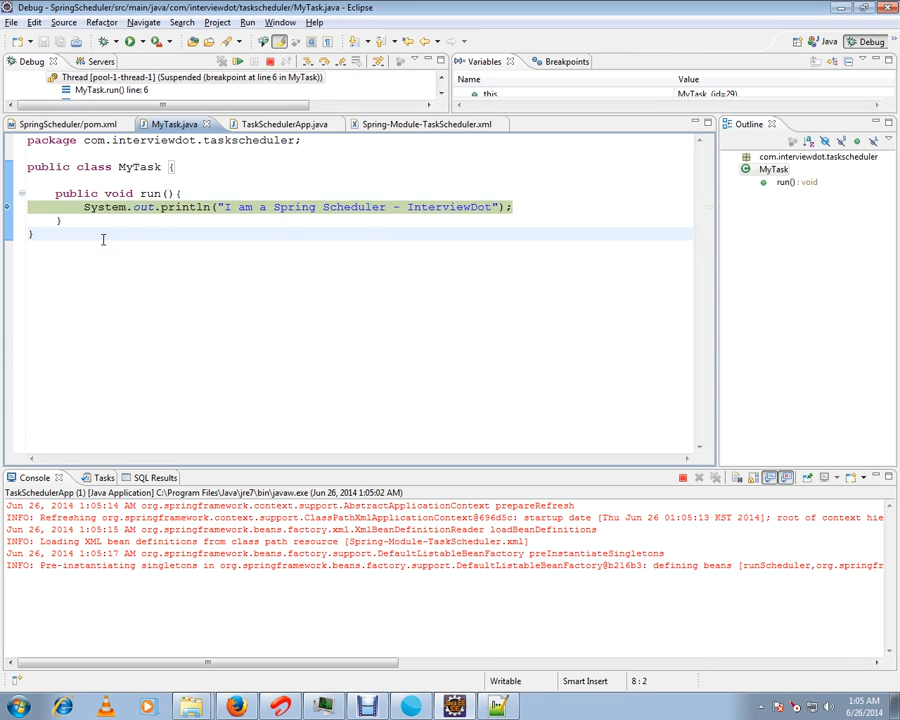 Debug - SpringScheduler/src/main/java/com/interviewdot/taskscheduler/MyTask.java - Eclipse
File Edit Source Refactor Navigate Search Project Run Window Help
Java Debug
Debug Servers Variables Breakpoints
Thread [pool-1-thread-1] (Suspended (breakpoint at line 6 in MyTask)) Name Value
MyTask.run() line: 6 this MyTask (id=29)
SpringScheduler/pom.xml MyTask.java TaskSchedulerApp.java Spring-Module-TaskScheduler.xml Outline
package com.interviewdot.taskscheduler;
com.interviewdot.taskscheduler
public class MyTask {
MyTask
run() : void
public void run(){
System.out.println("I am a Spring Scheduler - InterviewDot");
}
}
Console Tasks SQL Results
TaskSchedulerApp (1) [Java Application] C:\Program Files\Java\jre7\bin\javaw.exe (Jun 26, 2014 1:05:02 AM)
Jun 26, 2014 1:05:14 AM org.springframework.context.support.AbstractApplicationContext prepareRefresh
INFO: Refreshing org.springframework.context.support.ClassPathXmlApplicationContext@696d5c: startup date [Thu Jun 26 01:05:13 KST 2014]; root of context hie
Jun 26, 2014 1:05:15 AM org.springframework.beans.factory.xml.XmlBeanDefinitionReader loadBeanDefinitions
INFO: Loading XML bean definitions from class path resource [Spring-Module-TaskScheduler.xml]
Jun 26, 2014 1:05:17 AM org.springframework.beans.factory.support.DefaultListableBeanFactory preInstantiateSingletons
INFO: Pre-instantiating singletons in org.springframework.beans.factory.support.DefaultListableBeanFactory@b216b3: defining beans [runScheduler,org.springfr
Writable Smart Insert 8 : 2
1:05 AM
6/26/2014